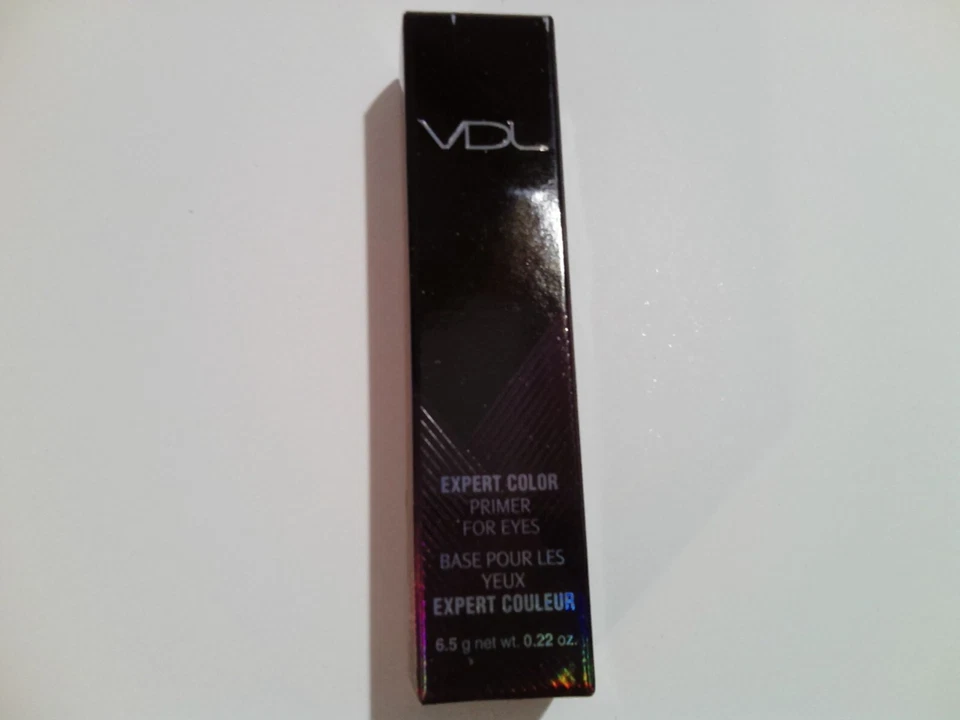 VDL
EXPERT COLOR
PRIMER
FOR EYES
BASE POUR LES
YEUX
EXPERT COULEUR
6.5 g net wt. 0.22 oz.